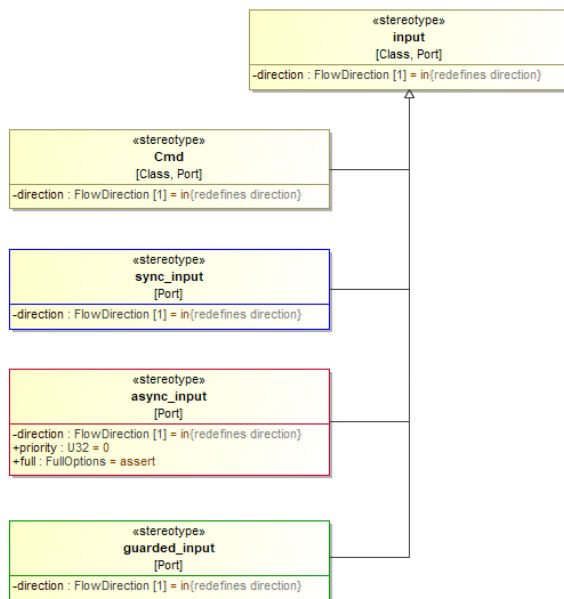 «stereotype»
input
[Class, Port]
-direction : FlowDirection [1] = in{redefines direction}
«stereotype»
Cmd
[Class, Port]
-direction : FlowDirection [1] = in{redefines direction}
«stereotype»
sync_input
[Port]
-direction : FlowDirection [1] = in{redefines direction}
«stereotype»
async_input
[Port]
-direction : FlowDirection [1] = in{redefines direction}
+priority : U32 = 0
+full : FullOptions = assert
«stereotype»
guarded_input
[Port]
-direction : FlowDirection [1] = in{redefines direction}